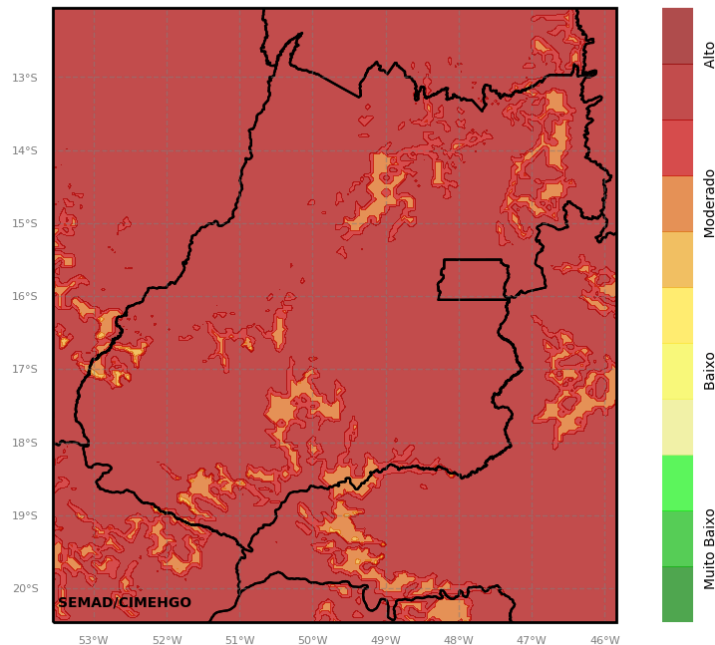 13°S
14°S
15°S
16°S
17°S
18°S
19°S
20°S
53°W
52°W
51°W
50°W
49°W
48°W
47°W
46°W
SEMAD/CIMEHGO
Alto
Moderado
Baixo
Muito Baixo